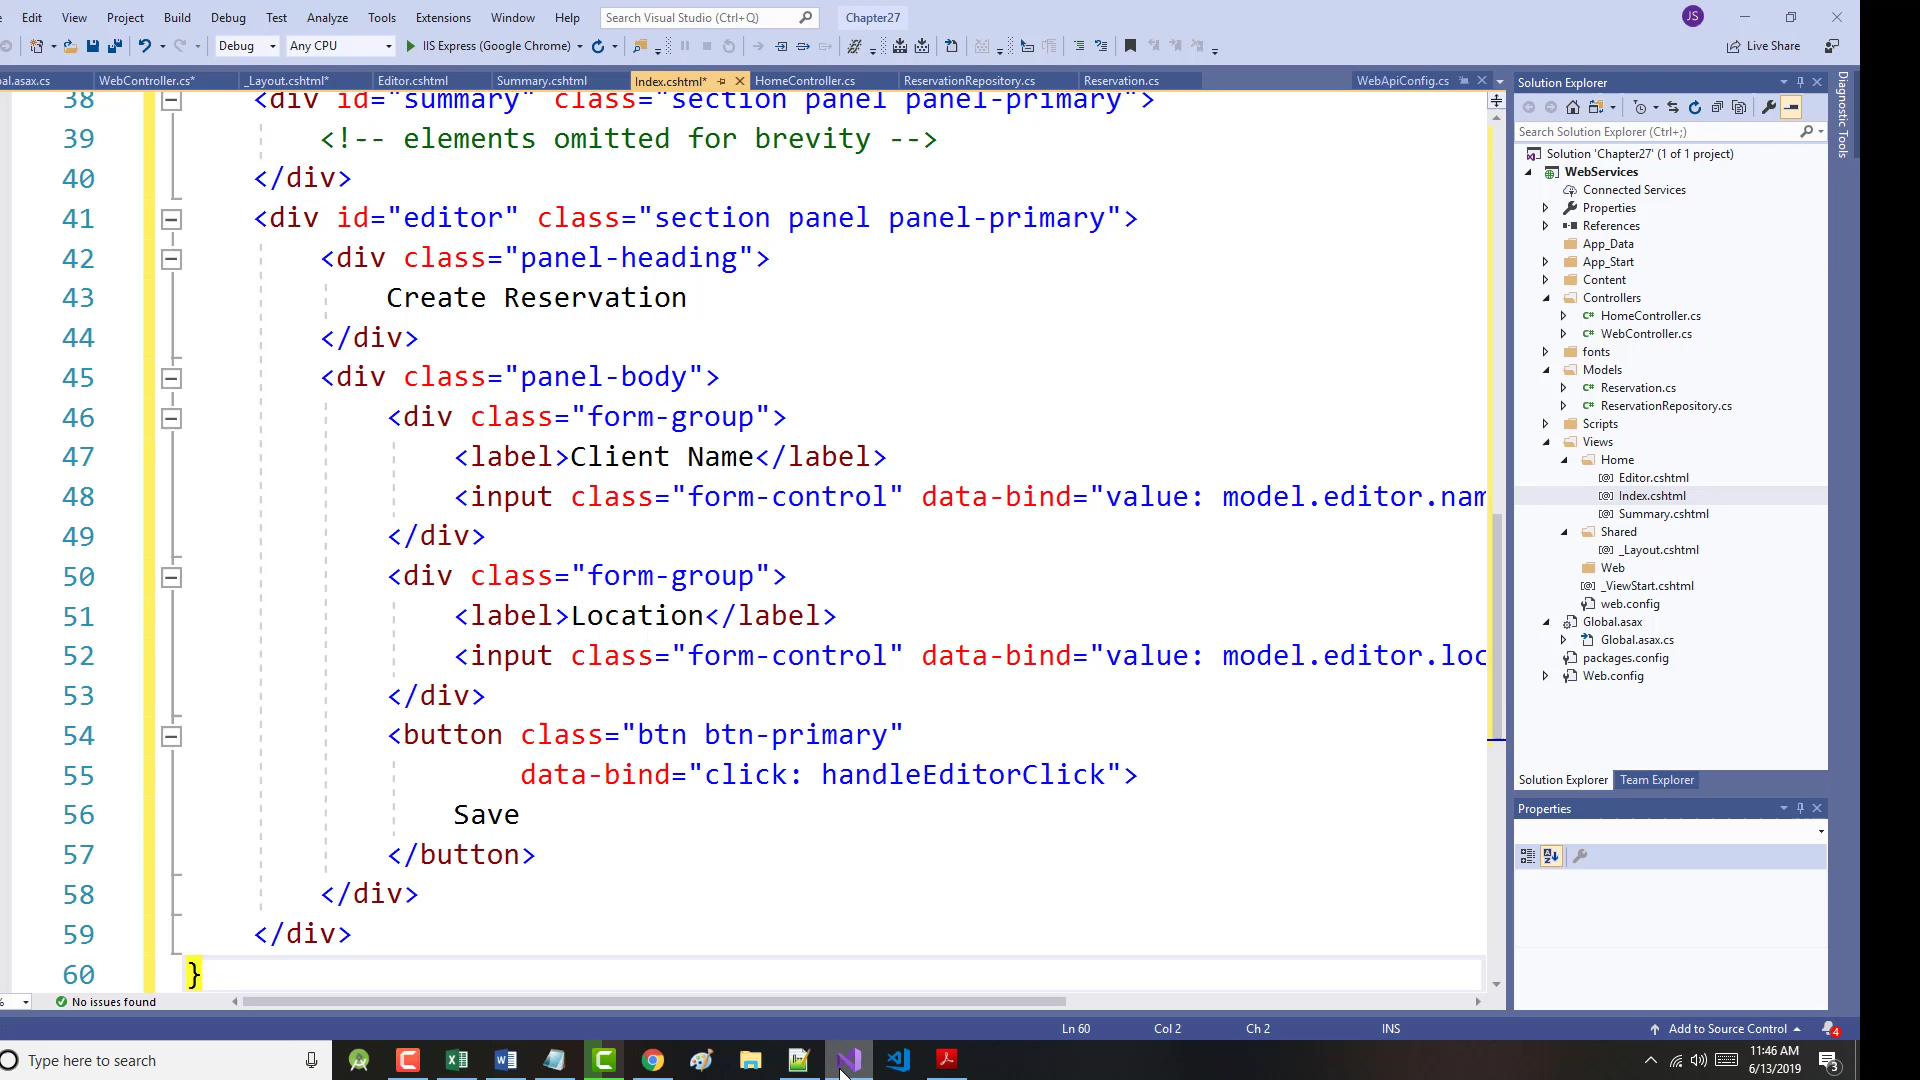 Edit View Project Build Debug Test Analyze Tools Extensions Window Help Search Visual Studio (Ctrl+Q) Chapter27 JS
Debug Any CPU IIS Express (Google Chrome) Live Share
al.asax.cs WebController.cs* _Layout.cshtml* Editor.cshtml Summary.cshtml Index.cshtml* HomeController.cs ReservationRepository.cs Reservation.cs WebApiConfig.cs
38 <div id="summary" class="section panel panel-primary">
39 <!-- elements omitted for brevity -->
40 </div>
41 <div id="editor" class="section panel panel-primary">
42 <div class="panel-heading">
43 Create Reservation
44 </div>
45 <div class="panel-body">
46 <div class="form-group">
47 <label>Client Name</label>
48 <input class="form-control" data-bind="value: model.editor.nam
49 </div>
50 <div class="form-group">
51 <label>Location</label>
52 <input class="form-control" data-bind="value: model.editor.loc
53 </div>
54 <button class="btn btn-primary"
55 data-bind="click: handleEditorClick">
56 Save
57 </button>
58 </div>
59 </div>
60 }
% No issues found
Ln 60 Col 2 Ch 2 INS Add to Source Control 4
Solution Explorer
Search Solution Explorer (Ctrl+;)
Solution 'Chapter27' (1 of 1 project)
WebServices
Connected Services
Properties
References
App_Data
App_Start
Content
Controllers
C# HomeController.cs
C# WebController.cs
fonts
Models
C# Reservation.cs
C# ReservationRepository.cs
Scripts
Views
Home
[@] Editor.cshtml
[@] Index.cshtml
[@] Summary.cshtml
Shared
[@] _Layout.cshtml
Web
[@] _ViewStart.cshtml
web.config
Global.asax
Global.asax.cs
packages.config
Web.config
Solution Explorer Team Explorer
Properties
Diagnostic Tools
Type here to search
11:46 AM
6/13/2019
3